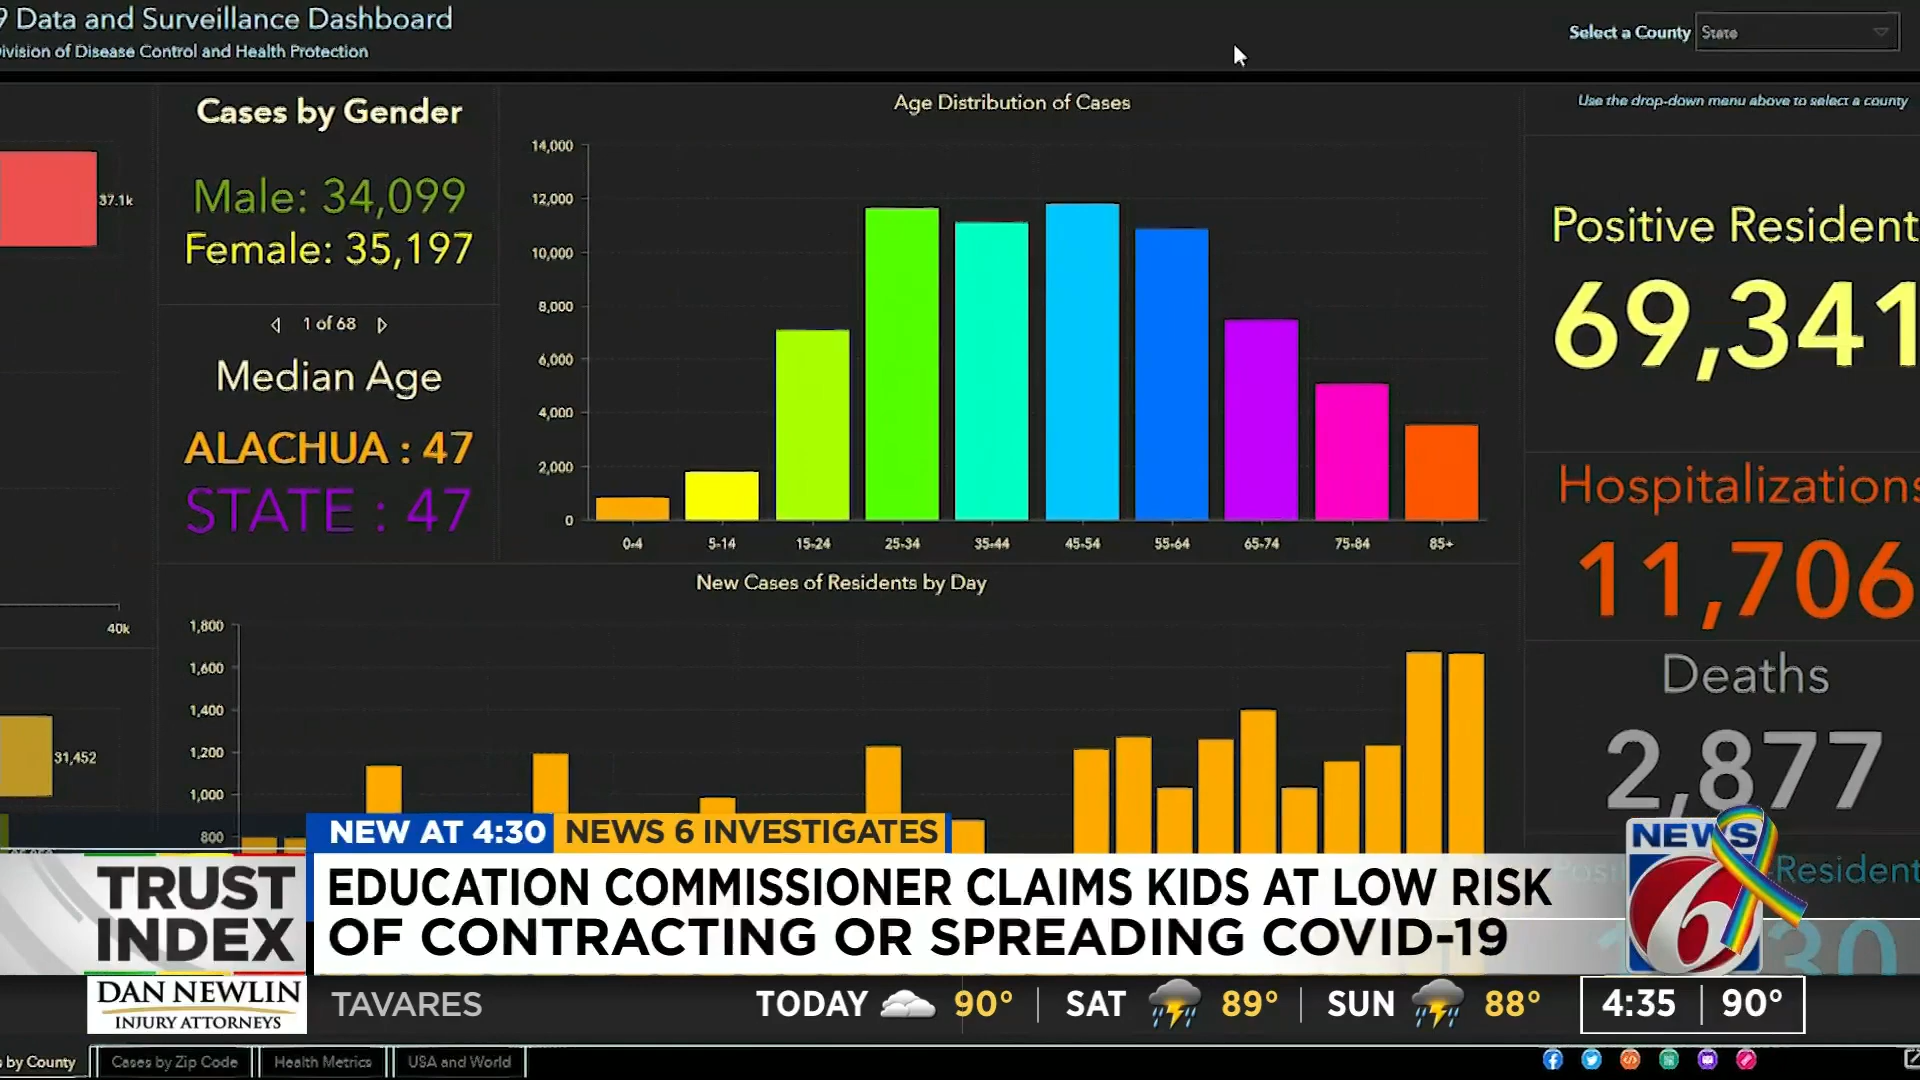 9 Data and Surveillance Dashboard
ivision of Disease Control and Health Protection
Select a County State
Use the drop-down menu above to select a county
37.1k
40k
31,452
Cases by Gender
Male: 34,099
Female: 35,197
1 of 68
Median Age
ALACHUA : 47
STATE : 47
Age Distribution of Cases
14,000
12,000
10,000
8,000
6,000
4,000
2,000
0
0-4 5-14 15-24 25-34 35-44 45-54 55-64 65-74 75-84 85+
New Cases of Residents by Day
1,800
1,600
1,400
1,200
1,000
800
Positive Resident
69,341
Hospitalizations
11,706
Deaths
2,877
Resident
30
NEW AT 4:30 NEWS 6 INVESTIGATES
TRUST
INDEX
EDUCATION COMMISSIONER CLAIMS KIDS AT LOW RISK
OF CONTRACTING OR SPREADING COVID-19
NEWS
6
DAN NEWLIN
INJURY ATTORNEYS
TAVARES TODAY 90° SAT 89° SUN 88° 4:35 90°
s by County Cases by Zip Code Health Metrics USA and World